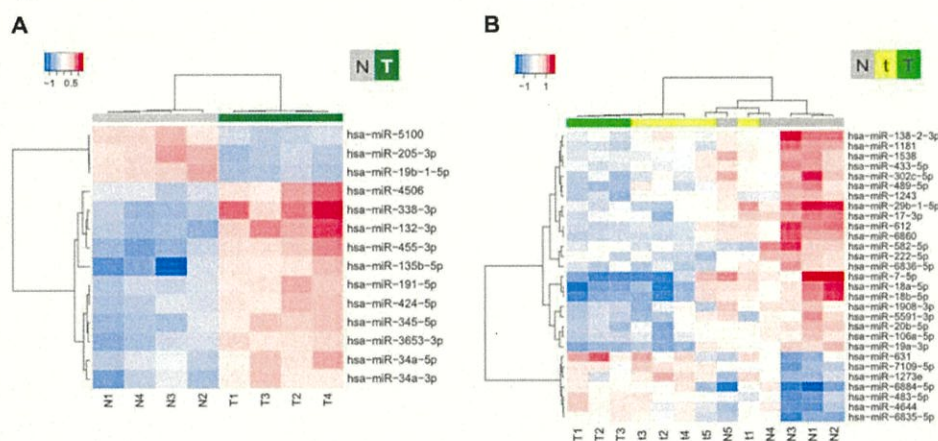 A
B
−1 0.5
N T
−1 1
N t T
hsa−miR−5100
hsa−miR−205−3p
hsa−miR−19b−1−5p
hsa−miR−4506
hsa−miR−338−3p
hsa−miR−132−3p
hsa−miR−455−3p
hsa−miR−135b−5p
hsa−miR−191−5p
hsa−miR−424−5p
hsa−miR−345−5p
hsa−miR−3653−3p
hsa−miR−34a−5p
hsa−miR−34a−3p
N1 N4 N3 N2 T1 T3 T2 T4
hsa−miR−138−2−3p
hsa−miR−1181
hsa−miR−1538
hsa−miR−433−5p
hsa−miR−302c−5p
hsa−miR−489−5p
hsa−miR−1243
hsa−miR−29b−1−5p
hsa−miR−17−3p
hsa−miR−612
hsa−miR−6860
hsa−miR−582−5p
hsa−miR−222−5p
hsa−miR−6836−5p
hsa−miR−7−5p
hsa−miR−18a−5p
hsa−miR−18b−5p
hsa−miR−1908−3p
hsa−miR−5591−3p
hsa−miR−20b−5p
hsa−miR−106a−5p
hsa−miR−19a−3p
hsa−miR−631
hsa−miR−7109−5p
hsa−miR−1273e
hsa−miR−6884−5p
hsa−miR−483−5p
hsa−miR−4644
hsa−miR−6835−5p
T1 T2 T3 t3 t2 t4 t5 N5 t1 N4 N3 N1 N2